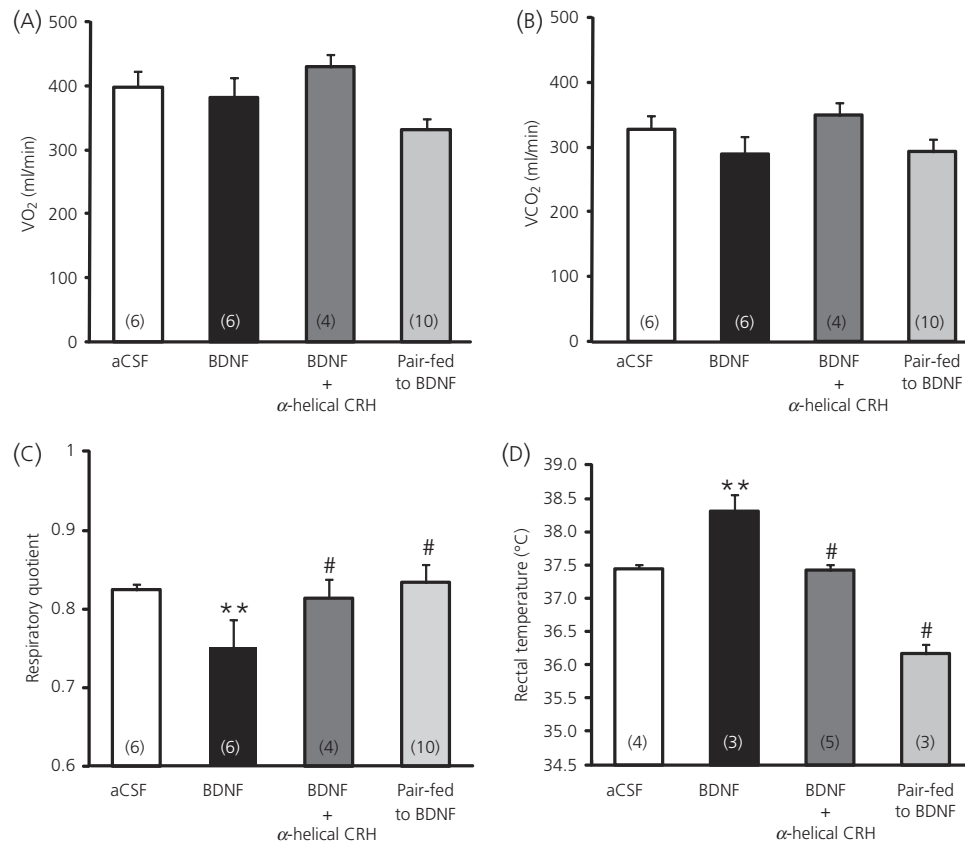 (A)
500
400
300
200
100
0
VO₂ (ml/min)
(6)
(6)
(4)
(10)
aCSF
BDNF
BDNF
+
α-helical CRH
Pair-fed
to BDNF
(B)
500
400
300
200
100
0
VCO₂ (ml/min)
(6)
(6)
(4)
(10)
aCSF
BDNF
BDNF
+
α-helical CRH
Pair-fed
to BDNF
(C)
1
0.9
0.8
0.7
0.6
Respiratory quotient
**
#
#
(6)
(6)
(4)
(10)
aCSF
BDNF
BDNF
+
α-helical CRH
Pair-fed
to BDNF
(D)
39.0
38.5
38.0
37.5
37.0
36.5
36.0
35.5
35.0
34.5
Rectal temperature (°C)
**
#
#
(4)
(3)
(5)
(3)
aCSF
BDNF
BDNF
+
α-helical CRH
Pair-fed
to BDNF